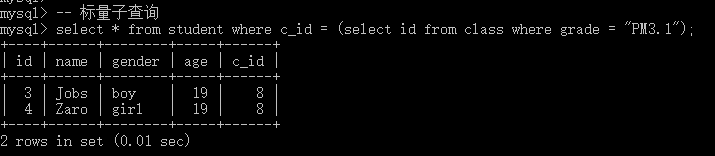 mysql> -- 标量子查询
mysql> select * from student where c_id = (select id from class where grade = "PM3.1");
+----+------+--------+------+------+
| id | name | gender | age | c_id |
+----+------+--------+------+------+
| 3 | Jobs | boy | 19 | 8 |
| 4 | Zaro | girl | 19 | 8 |
+----+------+--------+------+------+
2 rows in set (0.01 sec)